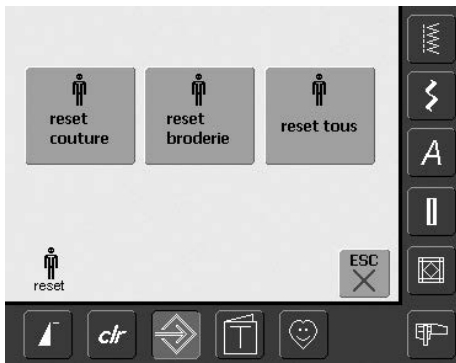 reset
couture
reset
broderie
reset tous
reset
ESC
A
clr
T